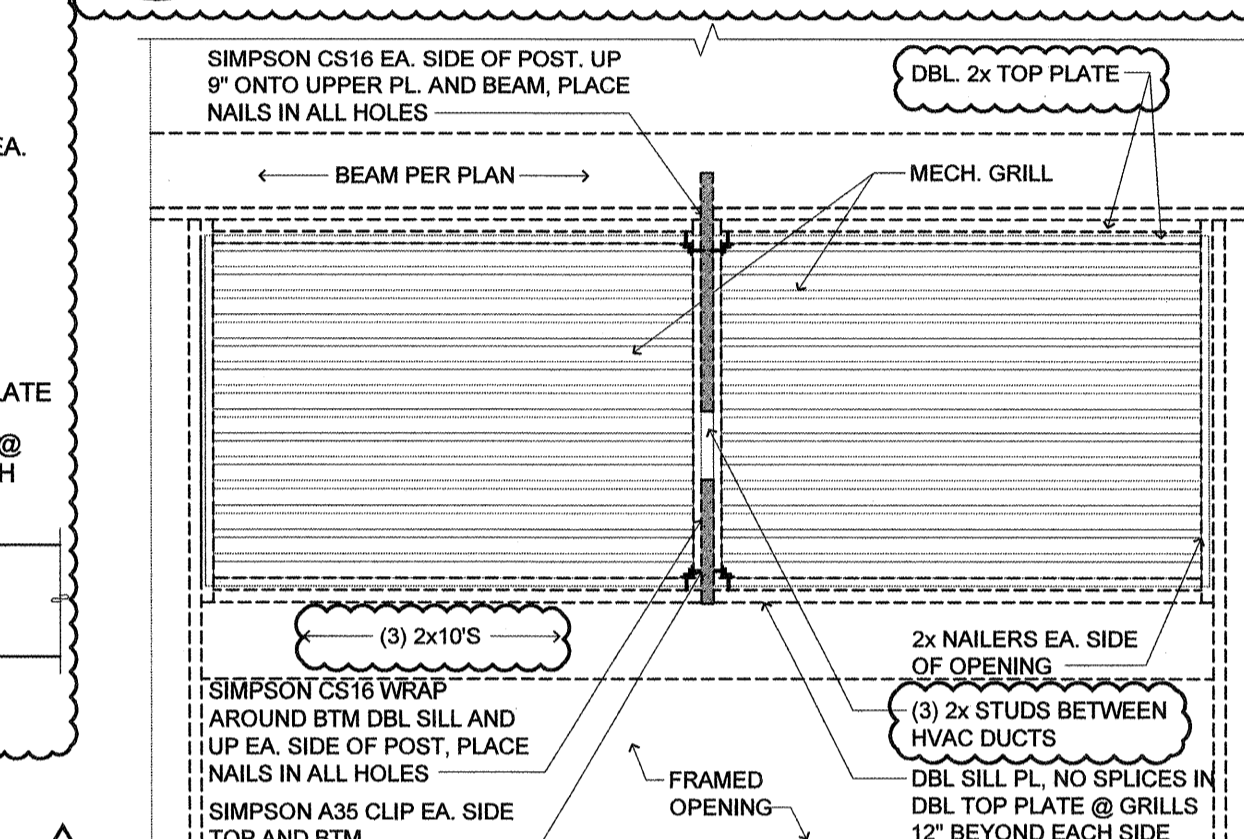 SIMPSON CS16 EA. SIDE OF POST. UP
9" ONTO UPPER PL. AND BEAM, PLACE
NAILS IN ALL HOLES
DBL. 2x TOP PLATE
EA.
BEAM PER PLAN
MECH. GRILL
LATE
@
H
(3) 2x10'S
2x NAILERS EA. SIDE
OF OPENING
SIMPSON CS16 WRAP
AROUND BTM DBL SILL AND
UP EA. SIDE OF POST, PLACE
NAILS IN ALL HOLES
(3) 2x STUDS BETWEEN
HVAC DUCTS
FRAMED
OPENING
DBL SILL PL, NO SPLICES IN
DBL TOP PLATE @ GRILLS
12" BEYOND EACH SIDE
SIMPSON A35 CLIP EA. SIDE
TOP AND BTM